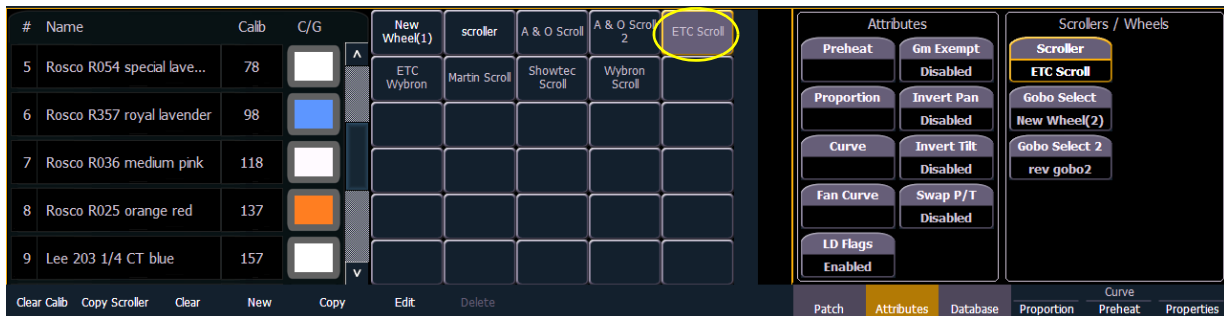 # Name Calib C/G
5 Rosco R054 special lave... 78
6 Rosco R357 royal lavender 98
7 Rosco R036 medium pink 118
8 Rosco R025 orange red 137
9 Lee 203 1/4 CT blue 157
New
Wheel(1)
scroller
A & O Scroll
A & O Scroll
2
ETC Scroll
ETC
Wybron
Martin Scroll
Showtec
Scroll
Wybron
Scroll
Clear Calib Copy Scroller Clear New Copy Edit Delete
Attributes
Preheat
Gm Exempt
Disabled
Proportion
Invert Pan
Disabled
Curve
Invert Tilt
Disabled
Fan Curve
Swap P/T
Disabled
LD Flags
Enabled
Scrollers / Wheels
Scroller
ETC Scroll
Gobo Select
New Wheel(2)
Gobo Select 2
rev gobo2
Patch Attributes Database
Curve
Proportion Preheat Properties